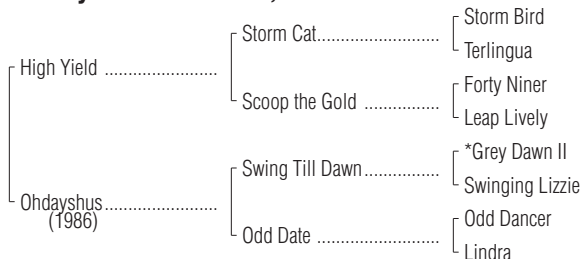 Storm Bird
Storm Cat..................................
Terlingua
High Yield ........................
Forty Niner
Scoop the Gold ................
Leap Lively
*Grey Dawn II
Swing Till Dawn................
Swinging Lizzie
Ohdayshus........................
(1986)
Odd Dancer
Odd Date ..........................
Lindra